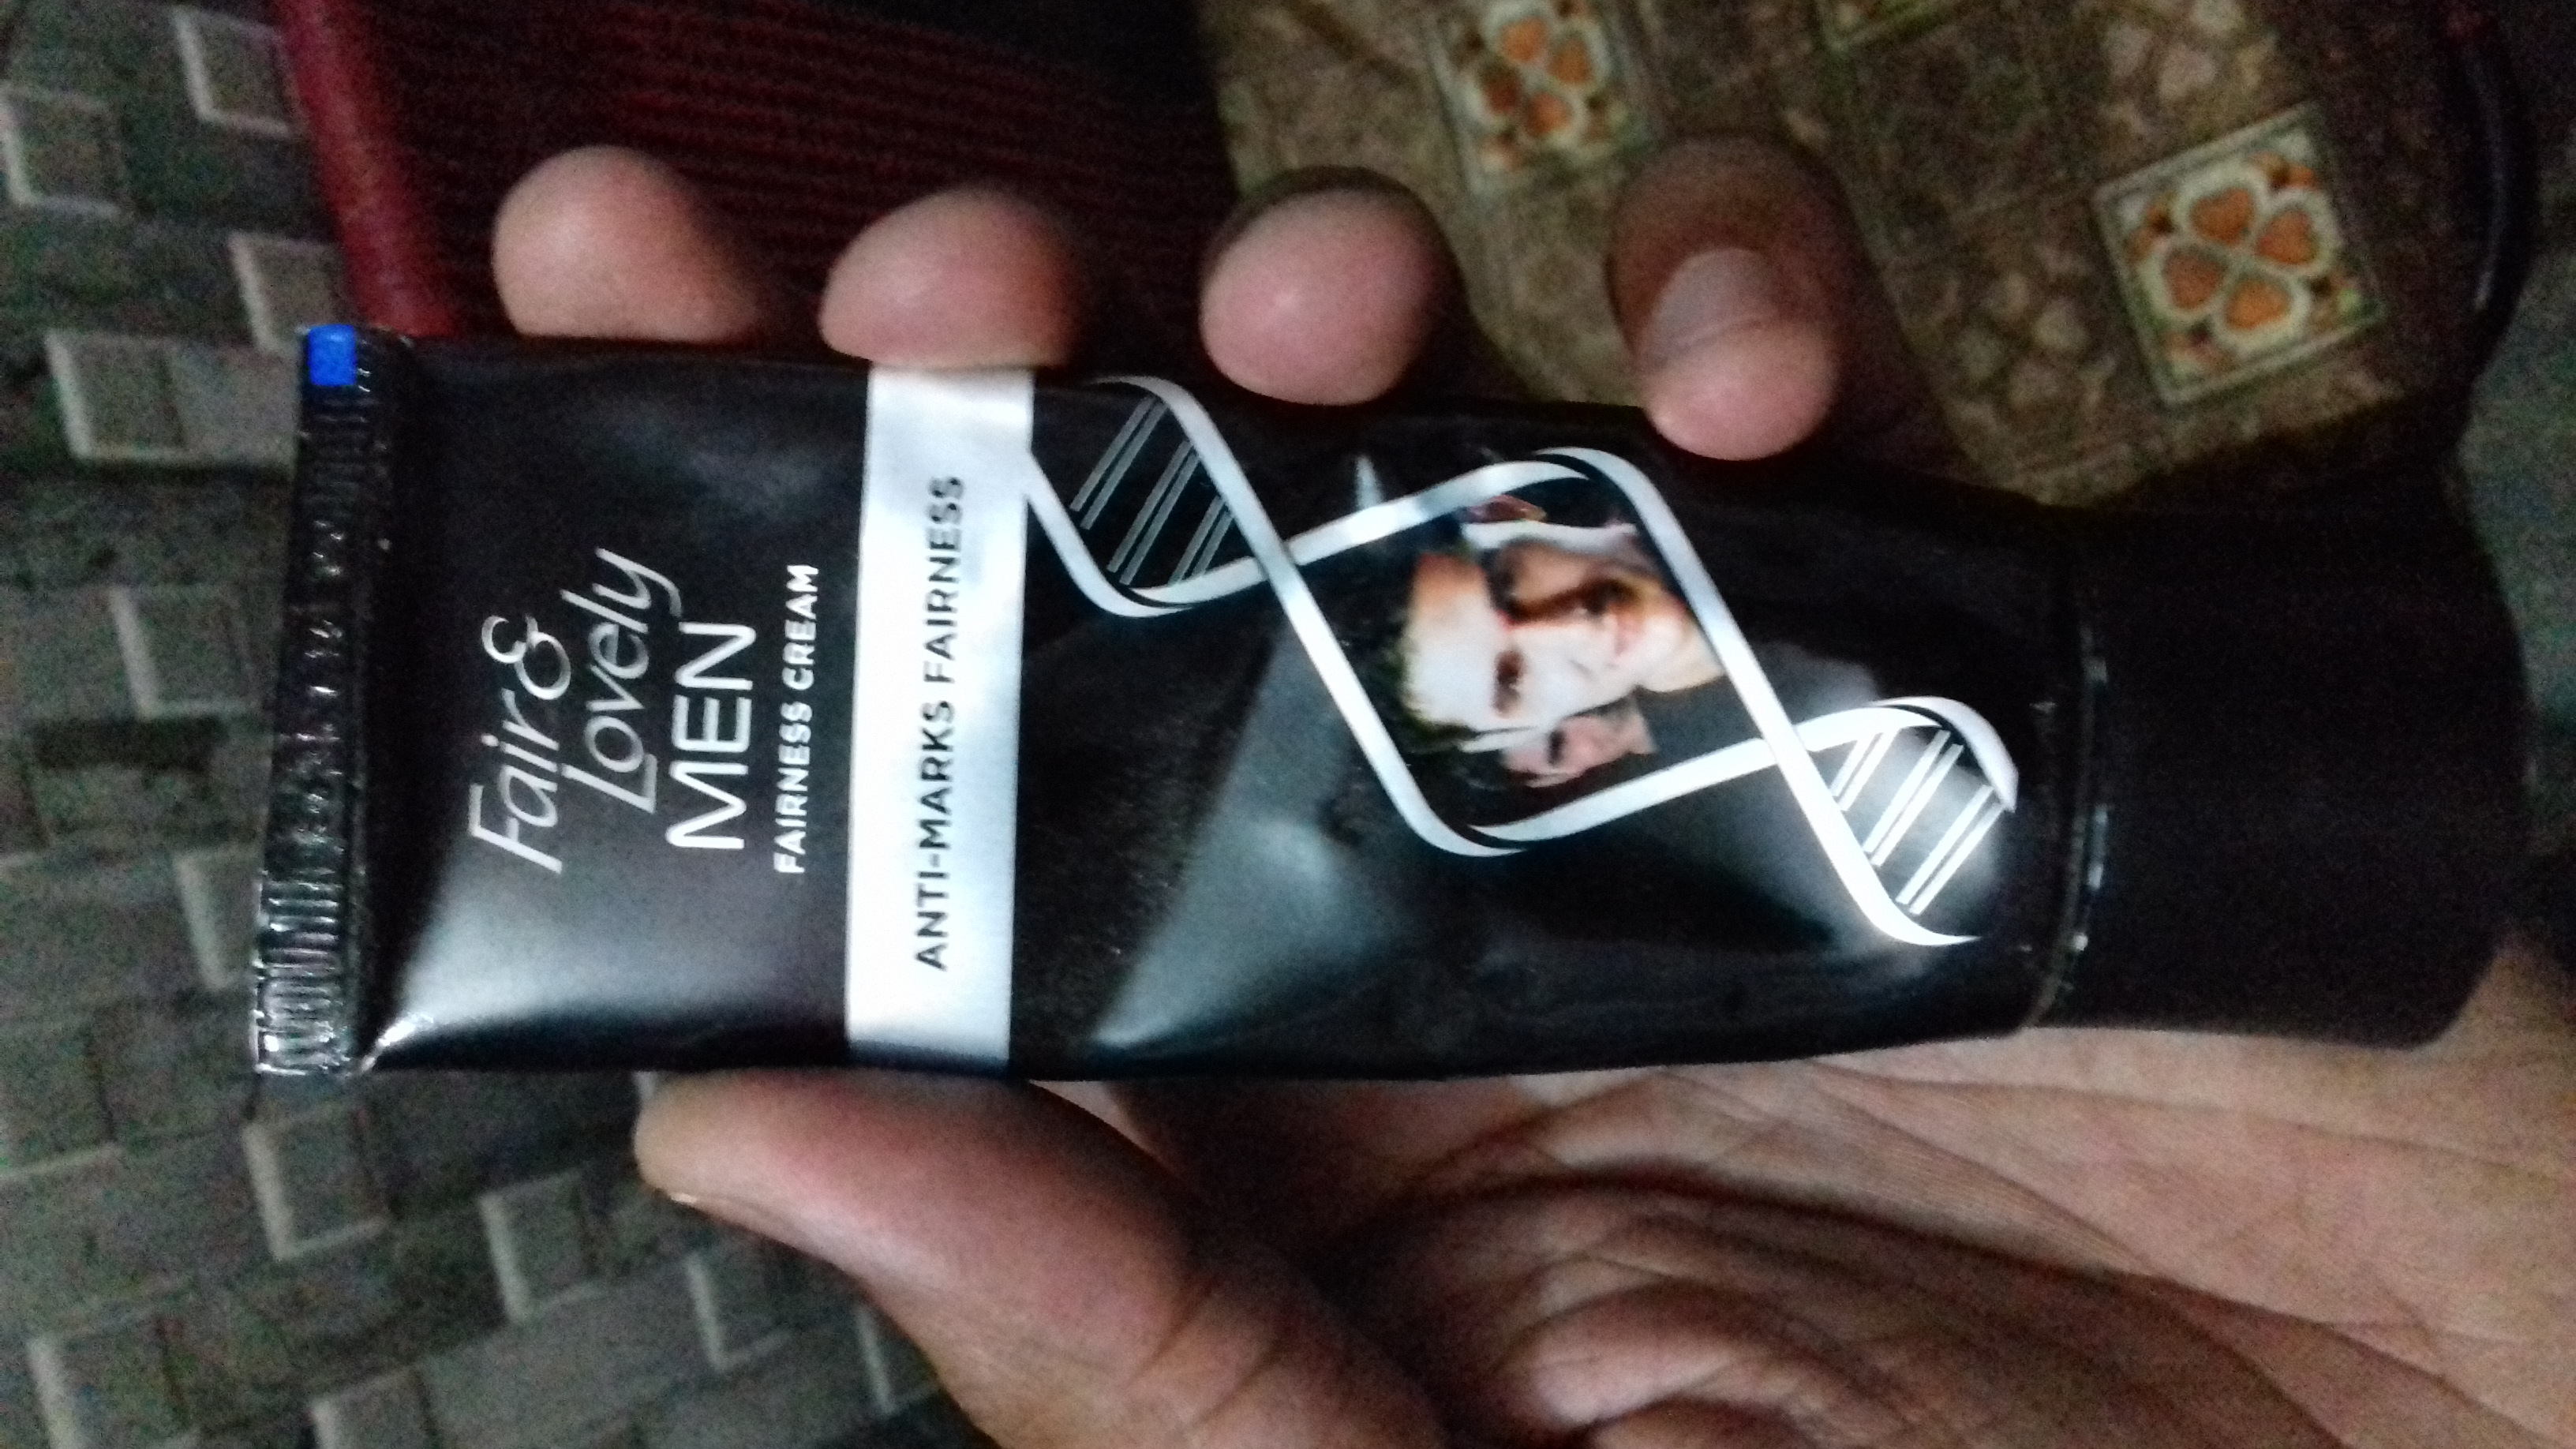 Fair &
Lovely
MEN
FAIRNESS CREAM
ANTI-MARKS FAIRNESS